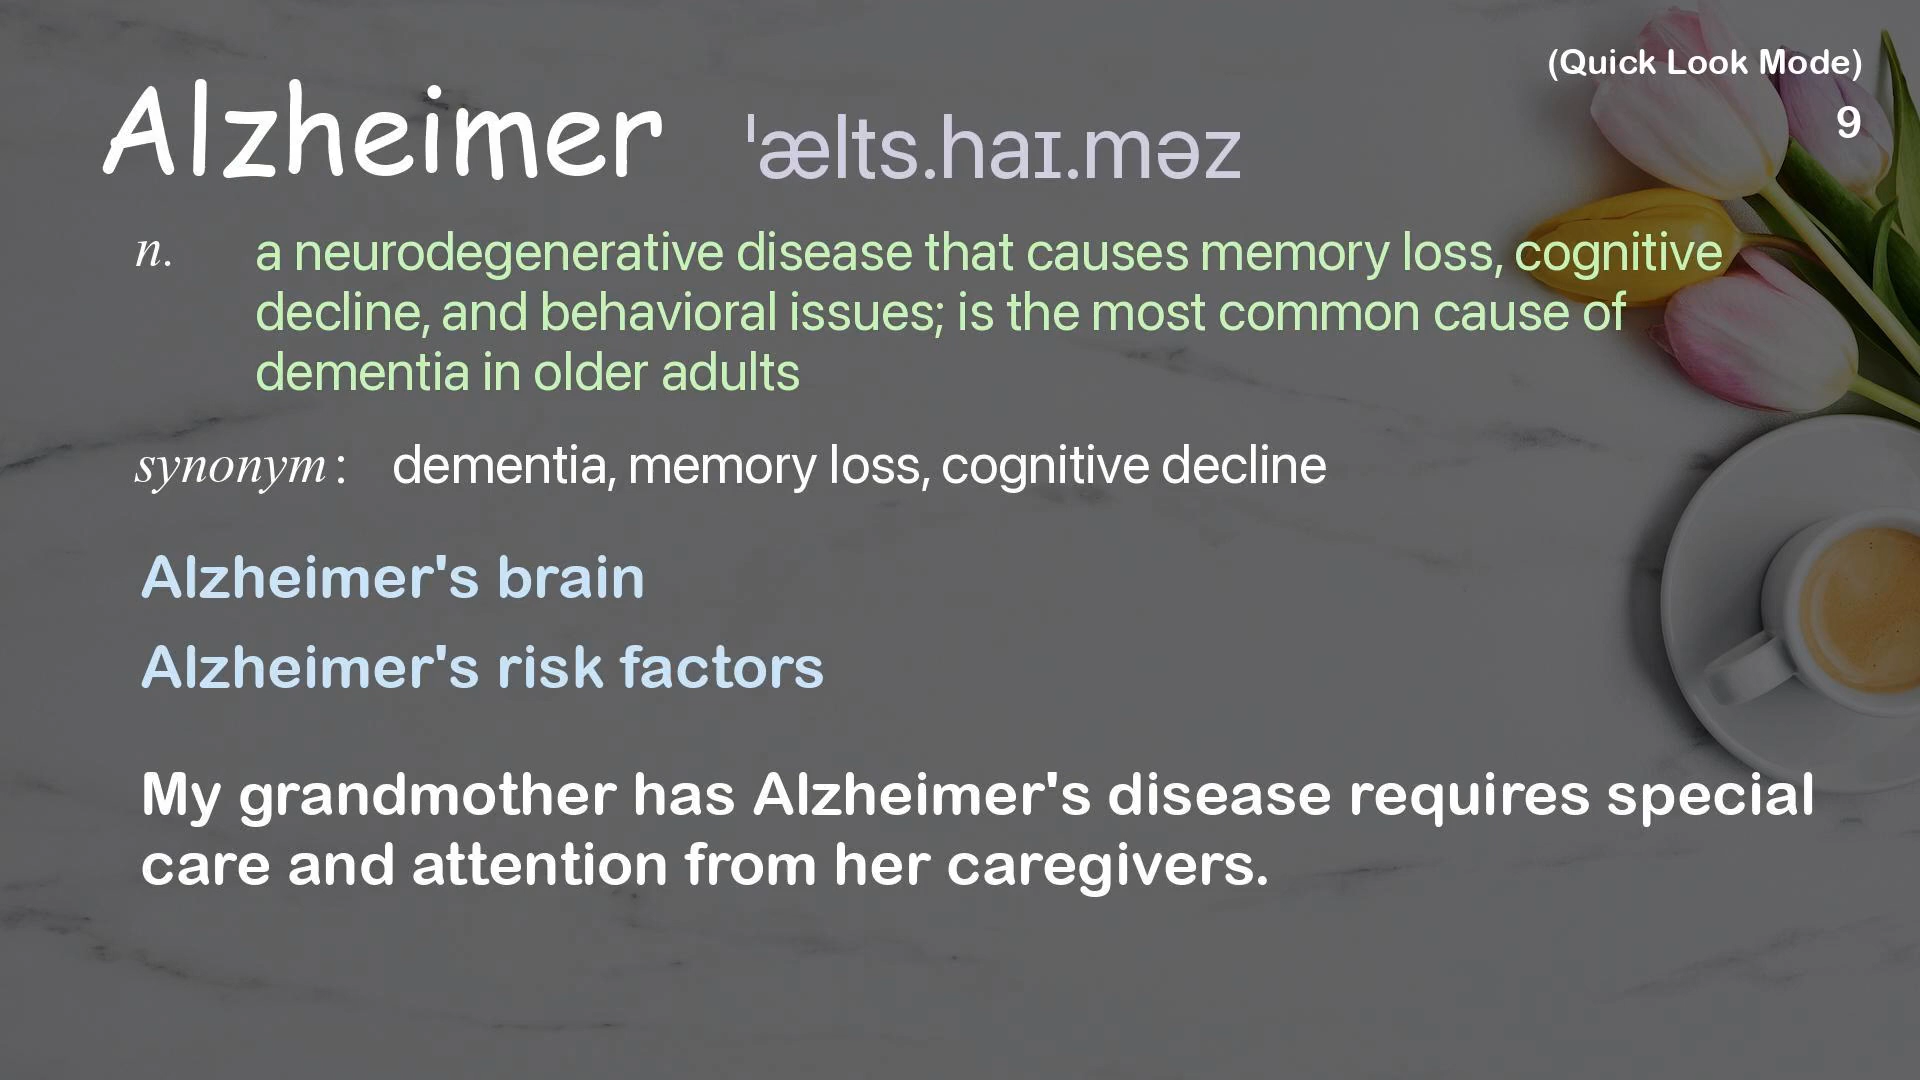 (Quick Look Mode)
Alzheimer ˈælts.haɪ.məz
9
n. a neurodegenerative disease that causes memory loss, cognitive
decline, and behavioral issues; is the most common cause of
dementia in older adults
synonym : dementia, memory loss, cognitive decline
Alzheimer's brain
Alzheimer's risk factors
My grandmother has Alzheimer's disease requires special
care and attention from her caregivers.